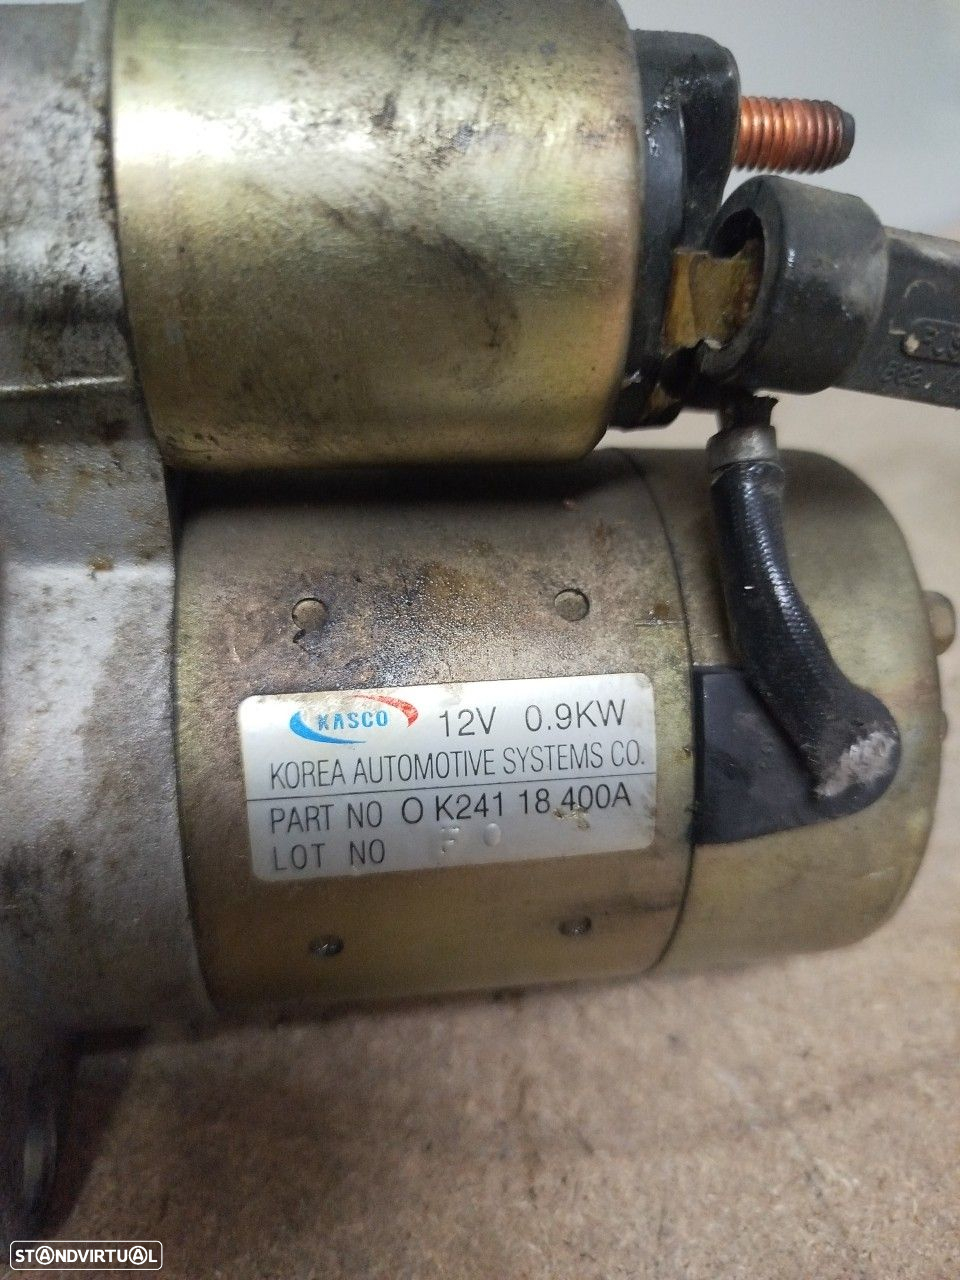 KASCO 12V 0.9KW
KOREA AUTOMOTIVE SYSTEMS CO.
PART NO O K241 18 400A
LOT NO F O
STANDVIRTUAL